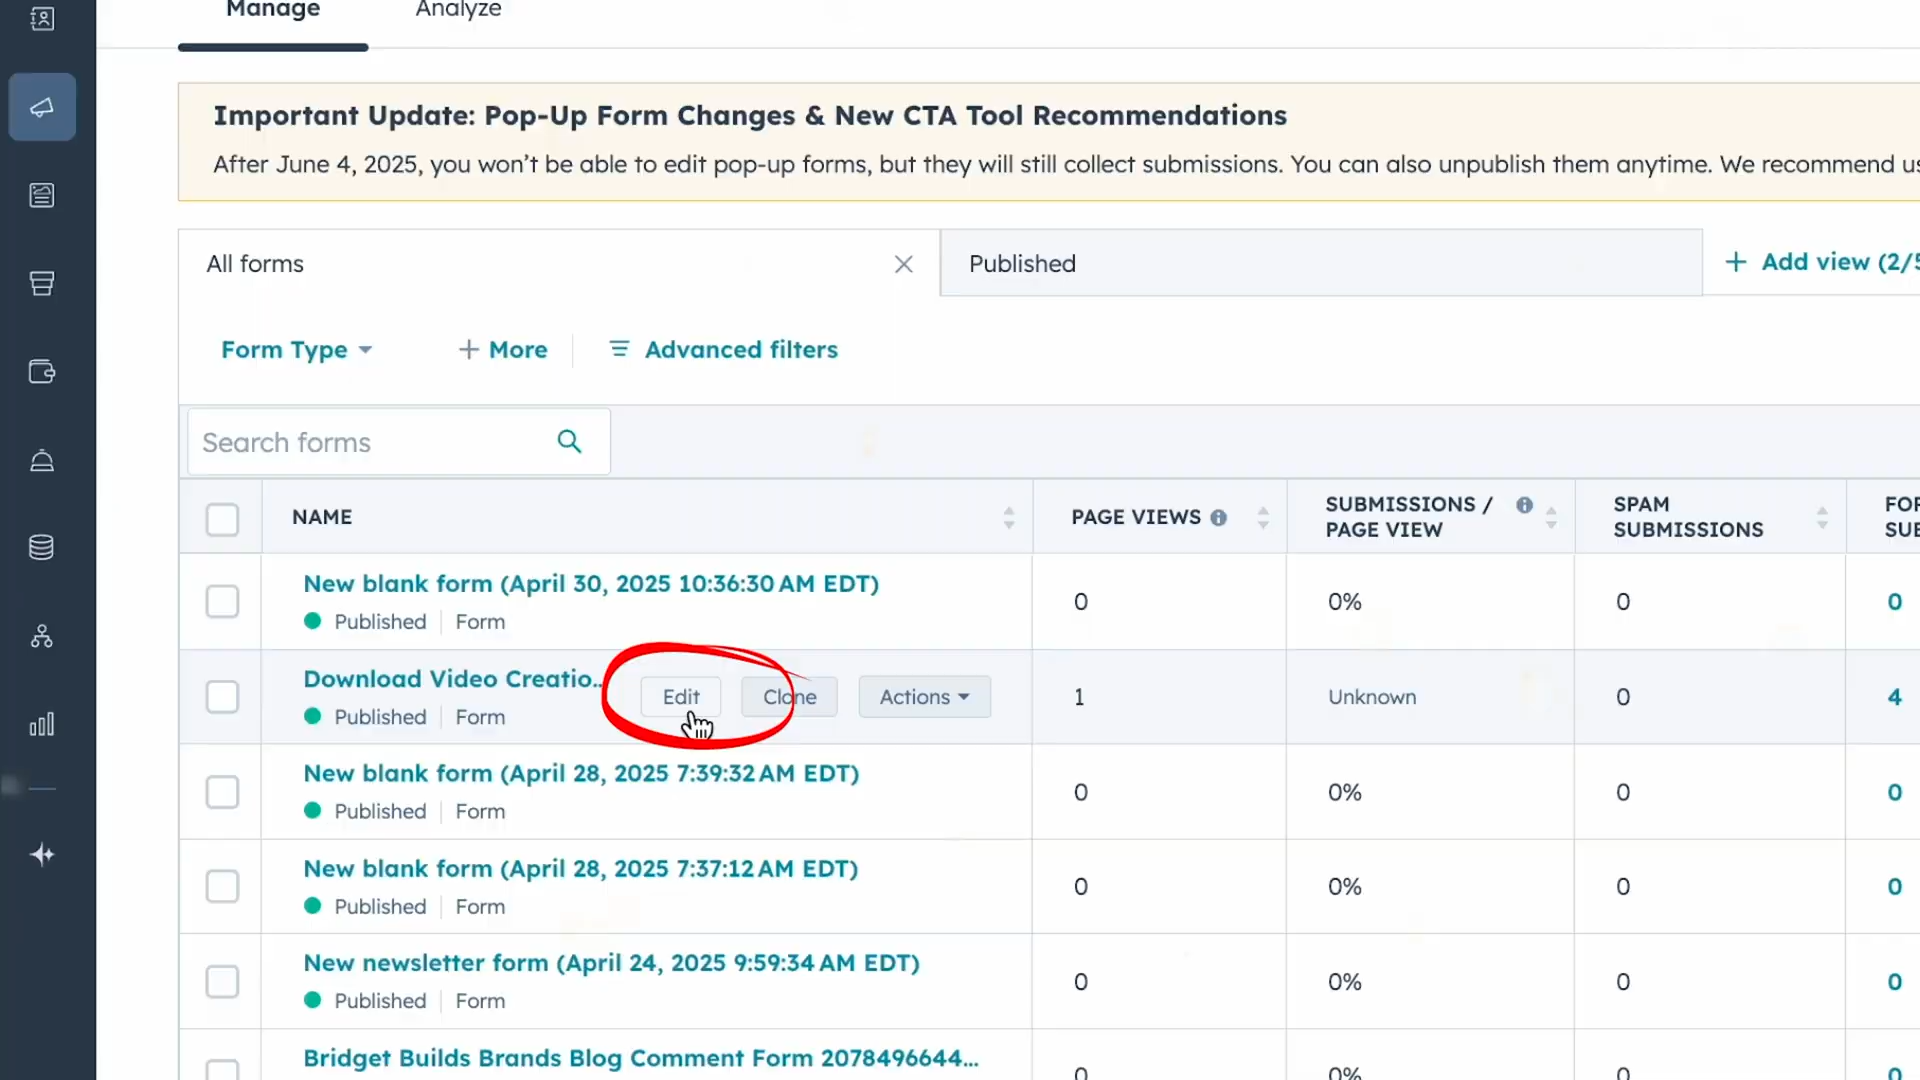 Manage Analyze
Important Update: Pop-Up Form Changes & New CTA Tool Recommendations
After June 4, 2025, you won't be able to edit pop-up forms, but they will still collect submissions. You can also unpublish them anytime. We recommend us
All forms Published + Add view (2/5
Form Type + More Advanced filters
Search forms
NAME PAGE VIEWS SUBMISSIONS / PAGE VIEW SPAM SUBMISSIONS FOR SUB
New blank form (April 30, 2025 10:36:30 AM EDT)
Published Form 0 0% 0 0
Download Video Creatio.. Edit Clone Actions
Published Form 1 Unknown 0 4
New blank form (April 28, 2025 7:39:32 AM EDT)
Published Form 0 0% 0 0
New blank form (April 28, 2025 7:37:12 AM EDT)
Published Form 0 0% 0 0
New newsletter form (April 24, 2025 9:59:34 AM EDT)
Published Form 0 0% 0 0
Bridget Builds Brands Blog Comment Form 2078496644...
0 0% 0 0